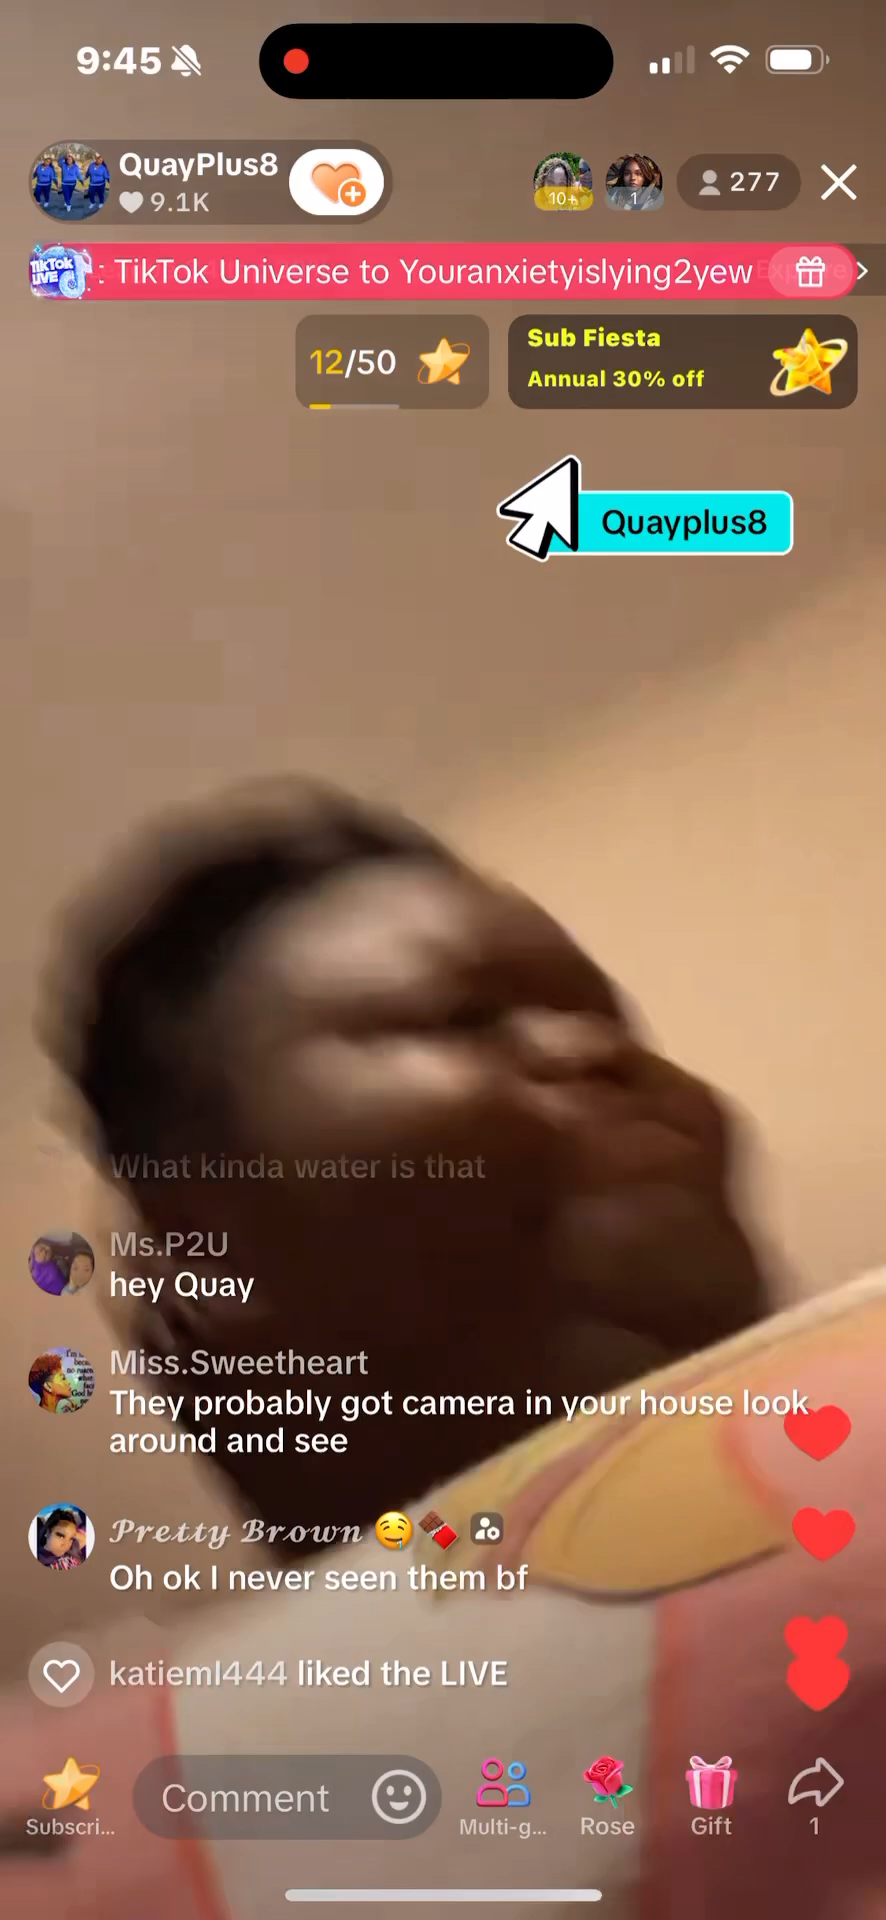 9:45
QuayPlus8
9.1K
10+
1
277
TikTok LIVE
: TikTok Universe to Youranxietyislying2yew
12/50
Sub Fiesta
Annual 30% off
Quayplus8
What kinda water is that
Ms.P2U
hey Quay
Miss.Sweetheart
They probably got camera in your house look
around and see
𝓟𝓻𝓮𝓽𝓽𝔂 𝓑𝓻𝓸𝔀𝓷 🤤🍫
Oh ok I never seen them bf
katieml444 liked the LIVE
Comment
Subscri...
Multi-g...
Rose
Gift
1